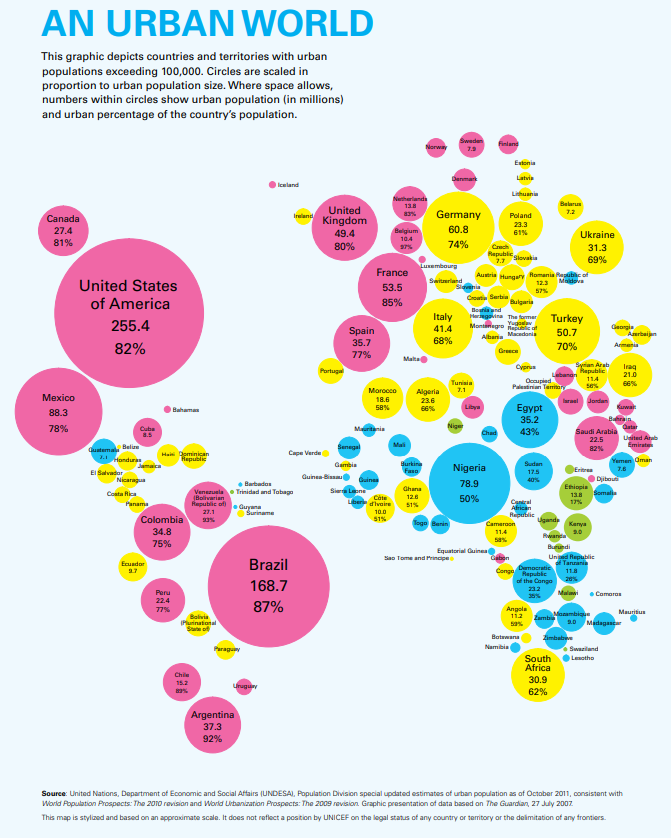 AN URBAN WORLD
This graphic depicts countries and territories with urban
populations exceeding 100,000. Circles are scaled in
proportion to urban population size. Where space allows,
numbers within circles show urban population (in millions)
and urban percentage of the country's population.
Norway
Sweden
7.9
Finland
Estonia
Latvia
Lithuania
Denmark
Iceland
Ireland
Canada
27.4
81%
United
Kingdom
49.4
80%
Netherlands
13.8
83%
Belgium
10.4
97%
Luxembourg
Germany
60.8
74%
Poland
23.3
61%
Belarus
7.2
Ukraine
31.3
69%
Czech
Republic
7.7
Slovakia
United States
of America
255.4
82%
France
53.5
85%
Switzerland
Austria
Hungary
Romania
12.3
57%
Republic of
Moldova
Slovenia
Croatia
Serbia
Bulgaria
Bosnia and
Herzegovina
Montenegro
The former
Yugoslav
Republic of
Macedonia
Albania
Greece
Spain
35.7
77%
Italy
41.4
68%
Turkey
50.7
70%
Georgia
Azerbaijan
Armenia
Portugal
Malta
Cyprus
Occupied
Palestinian Territory
Lebanon
Syrian Arab
Republic
11.4
56%
Iraq
21.0
66%
Mexico
88.3
78%
Bahamas
Cuba
8.5
Morocco
18.6
58%
Algeria
23.6
66%
Tunisia
7.1
Libya
Egypt
35.2
43%
Israel
Jordan
Kuwait
Bahrain
Qatar
Saudi Arabia
22.5
82%
United Arab
Emirates
Guatemala
7.1
Belize
Honduras
Jamaica
Haiti
Dominican
Republic
El Salvador
Nicaragua
Costa Rica
Panama
Mauritania
Niger
Chad
Cape Verde
Senegal
Mali
Gambia
Guinea-Bissau
Guinea
Burkina
Faso
Sierra Leone
Liberia
Côte
d'Ivoire
10.0
51%
Ghana
12.6
51%
Togo
Benin
Nigeria
78.9
50%
Sudan
17.5
40%
Yemen
7.6
Oman
Eritrea
Djibouti
Ethiopia
13.8
17%
Somalia
Venezuela
(Bolivarian
Republic of)
27.1
93%
Barbados
Trinidad and Tobago
Guyana
Suriname
Colombia
34.8
75%
Central
African
Republic
Cameroon
11.4
58%
Uganda
Kenya
9.0
Rwanda
Burundi
Ecuador
9.7
Brazil
168.7
87%
Sao Tome and Principe
Equatorial Guinea
Gabon
Congo
Democratic
Republic
of the Congo
23.2
35%
United Republic
of Tanzania
11.8
26%
Peru
22.4
77%
Malawi
Comoros
Bolivia
(Plurinational
State of)
Angola
11.2
59%
Zambia
Mozambique
9.0
Madagascar
Mauritius
Paraguay
Botswana
Namibia
Zimbabwe
Swaziland
Lesotho
South
Africa
30.9
62%
Chile
15.2
89%
Uruguay
Argentina
37.3
92%
Source: United Nations, Department of Economic and Social Affairs (UNDESA), Population Division special updated estimates of urban population as of October 2011, consistent with
World Population Prospects: The 2010 revision and World Urbanization Prospects: The 2009 revision. Graphic presentation of data based on The Guardian, 27 July 2007.
This map is stylized and based on an approximate scale. It does not reflect a position by UNICEF on the legal status of any country or territory or the delimitation of any frontiers.